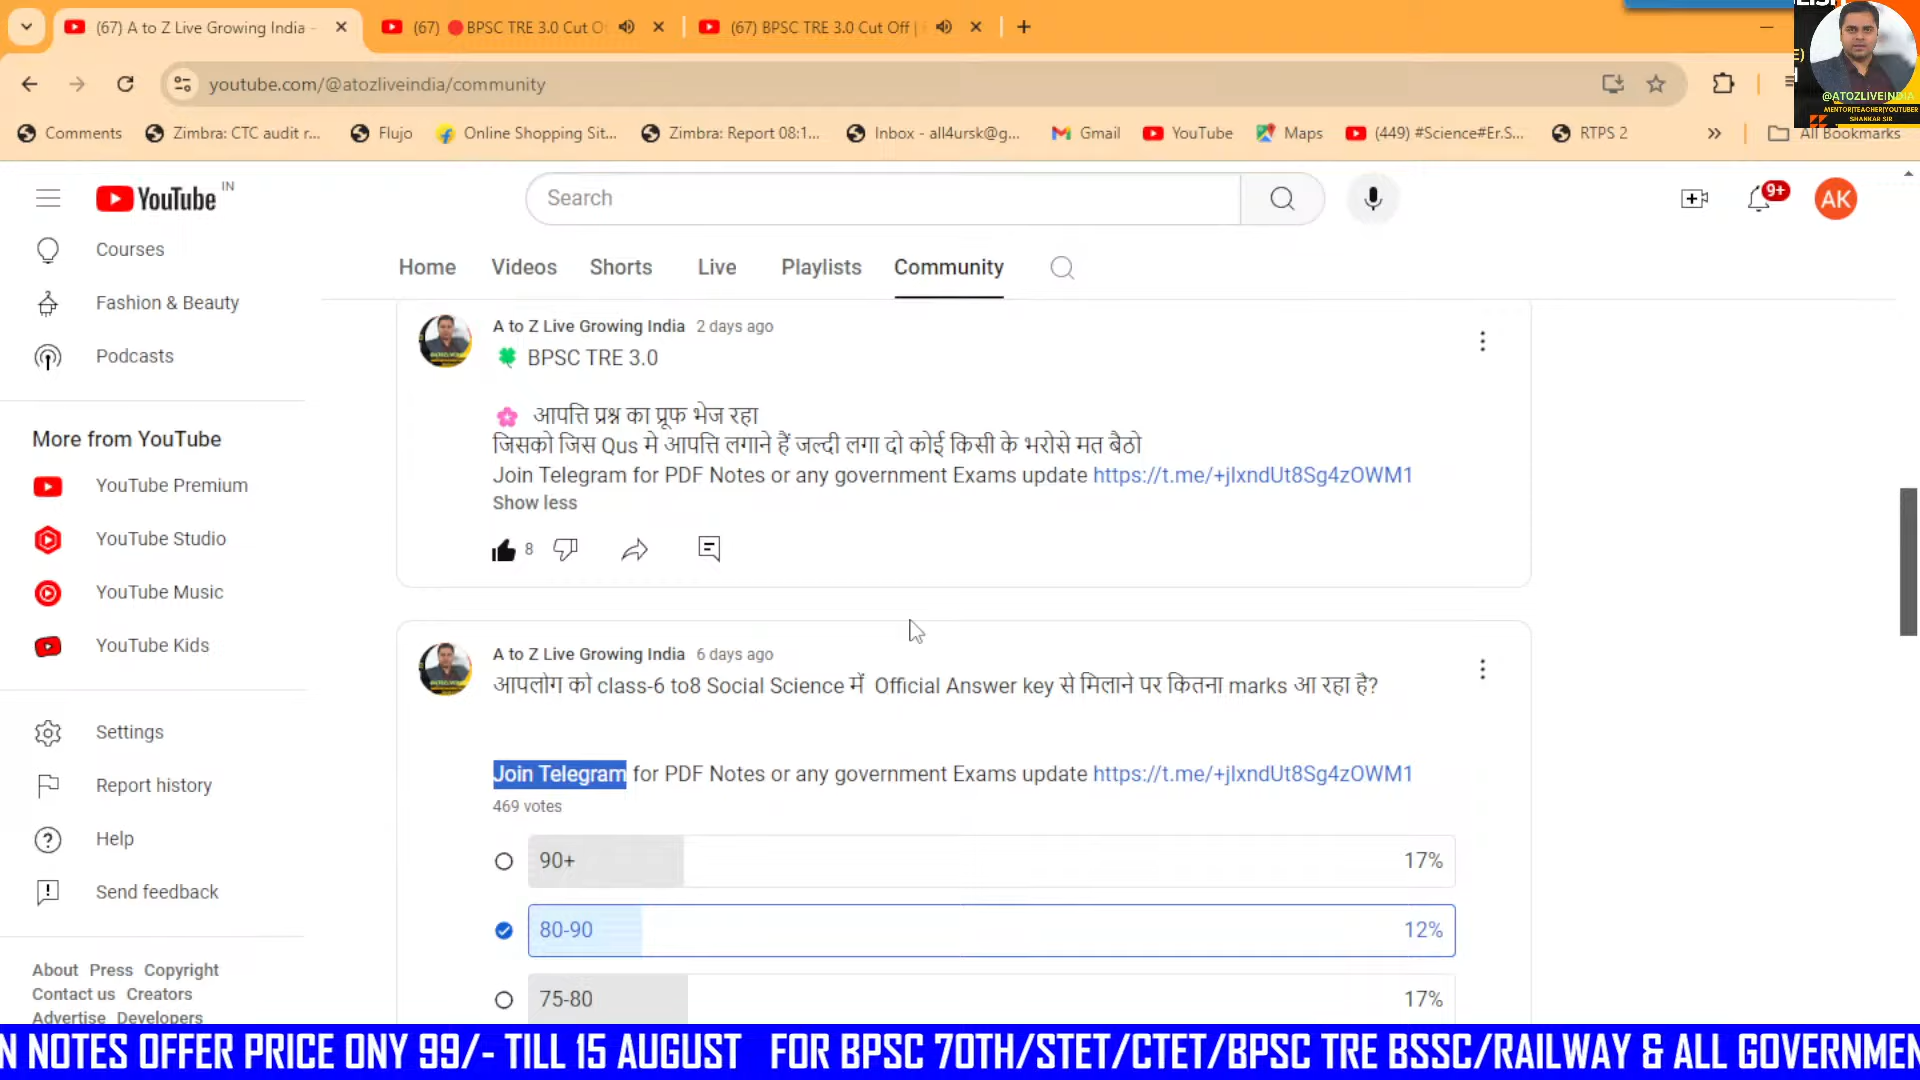 (67) A to Z Live Growing India -
(67) 🔴BPSC TRE 3.0 Cut O
(67) BPSC TRE 3.0 Cut Off |
youtube.com/@atozliveindia/community
@ATOZLIVEINDIA
MENTOR|TEACHER|YOUTUBER
SHANKAR SIR
Comments
Zimbra: CTC audit r...
Flujo
Online Shopping Sit...
Zimbra: Report 08:1...
Inbox - all4ursk@g...
Gmail
YouTube
Maps
(449) #Science#Er.S...
RTPS 2
All Bookmarks
YouTube IN
Search
9+
AK
Courses
Fashion & Beauty
Podcasts
More from YouTube
YouTube Premium
YouTube Studio
YouTube Music
YouTube Kids
Settings
Report history
Help
Send feedback
About Press Copyright
Contact us Creators
Advertise Developers
Home Videos Shorts Live Playlists Community
A to Z Live Growing India 2 days ago
🍀 BPSC TRE 3.0
🌸 आपत्ति प्रश्न का प्रूफ भेज रहा
जिसको जिस Qus मे आपत्ति लगाने हैं जल्दी लगा दो कोई किसी के भरोसे मत बैठो
Join Telegram for PDF Notes or any government Exams update https://t.me/+jIxndUt8Sg4zOWM1
Show less
8
A to Z Live Growing India 6 days ago
आपलोग को class-6 to8 Social Science में Official Answer key से मिलाने पर कितना marks आ रहा है?
Join Telegram for PDF Notes or any government Exams update https://t.me/+jIxndUt8Sg4zOWM1
469 votes
90+ 17%
80-90 12%
75-80 17%
N NOTES OFFER PRICE ONY 99/- TILL 15 AUGUST FOR BPSC 70TH/STET/CTET/BPSC TRE BSSC/RAILWAY & ALL GOVERNMEN